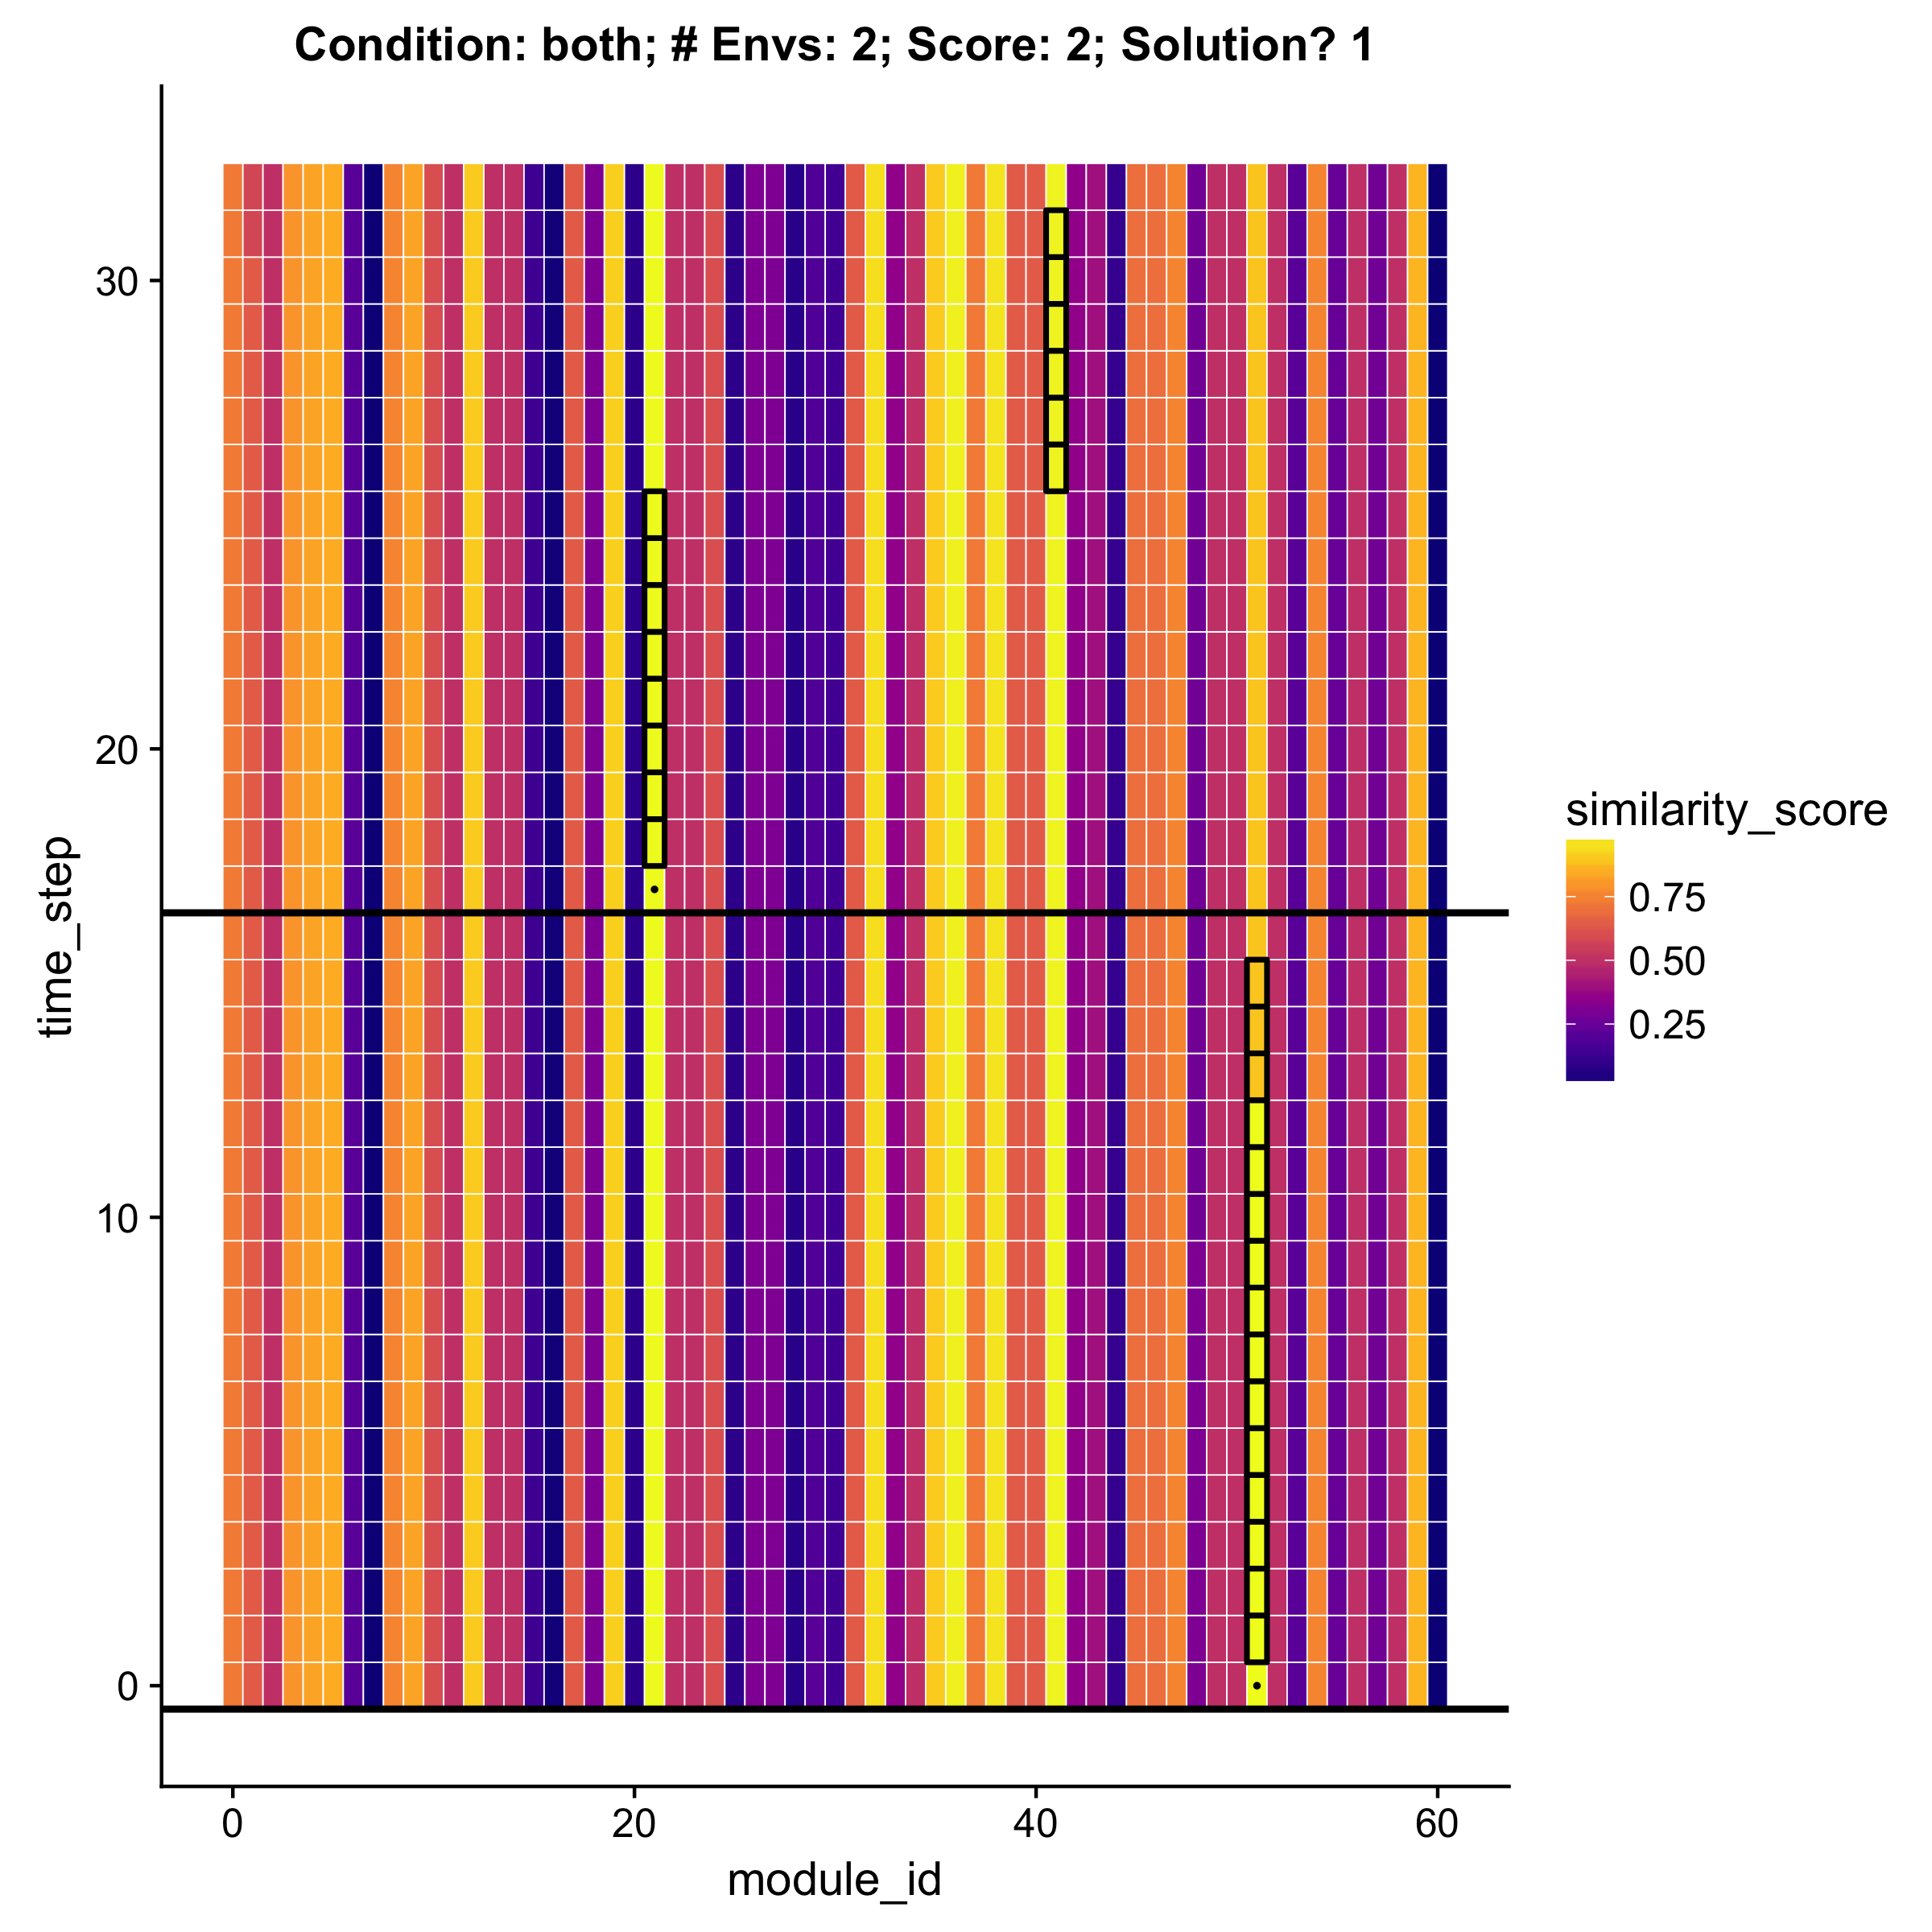 Condition: both; # Envs: 2; Score: 2; Solution? 1
30
20
10
0
time_step
0 20 40 60
module_id
similarity_score
0.75
0.50
0.25